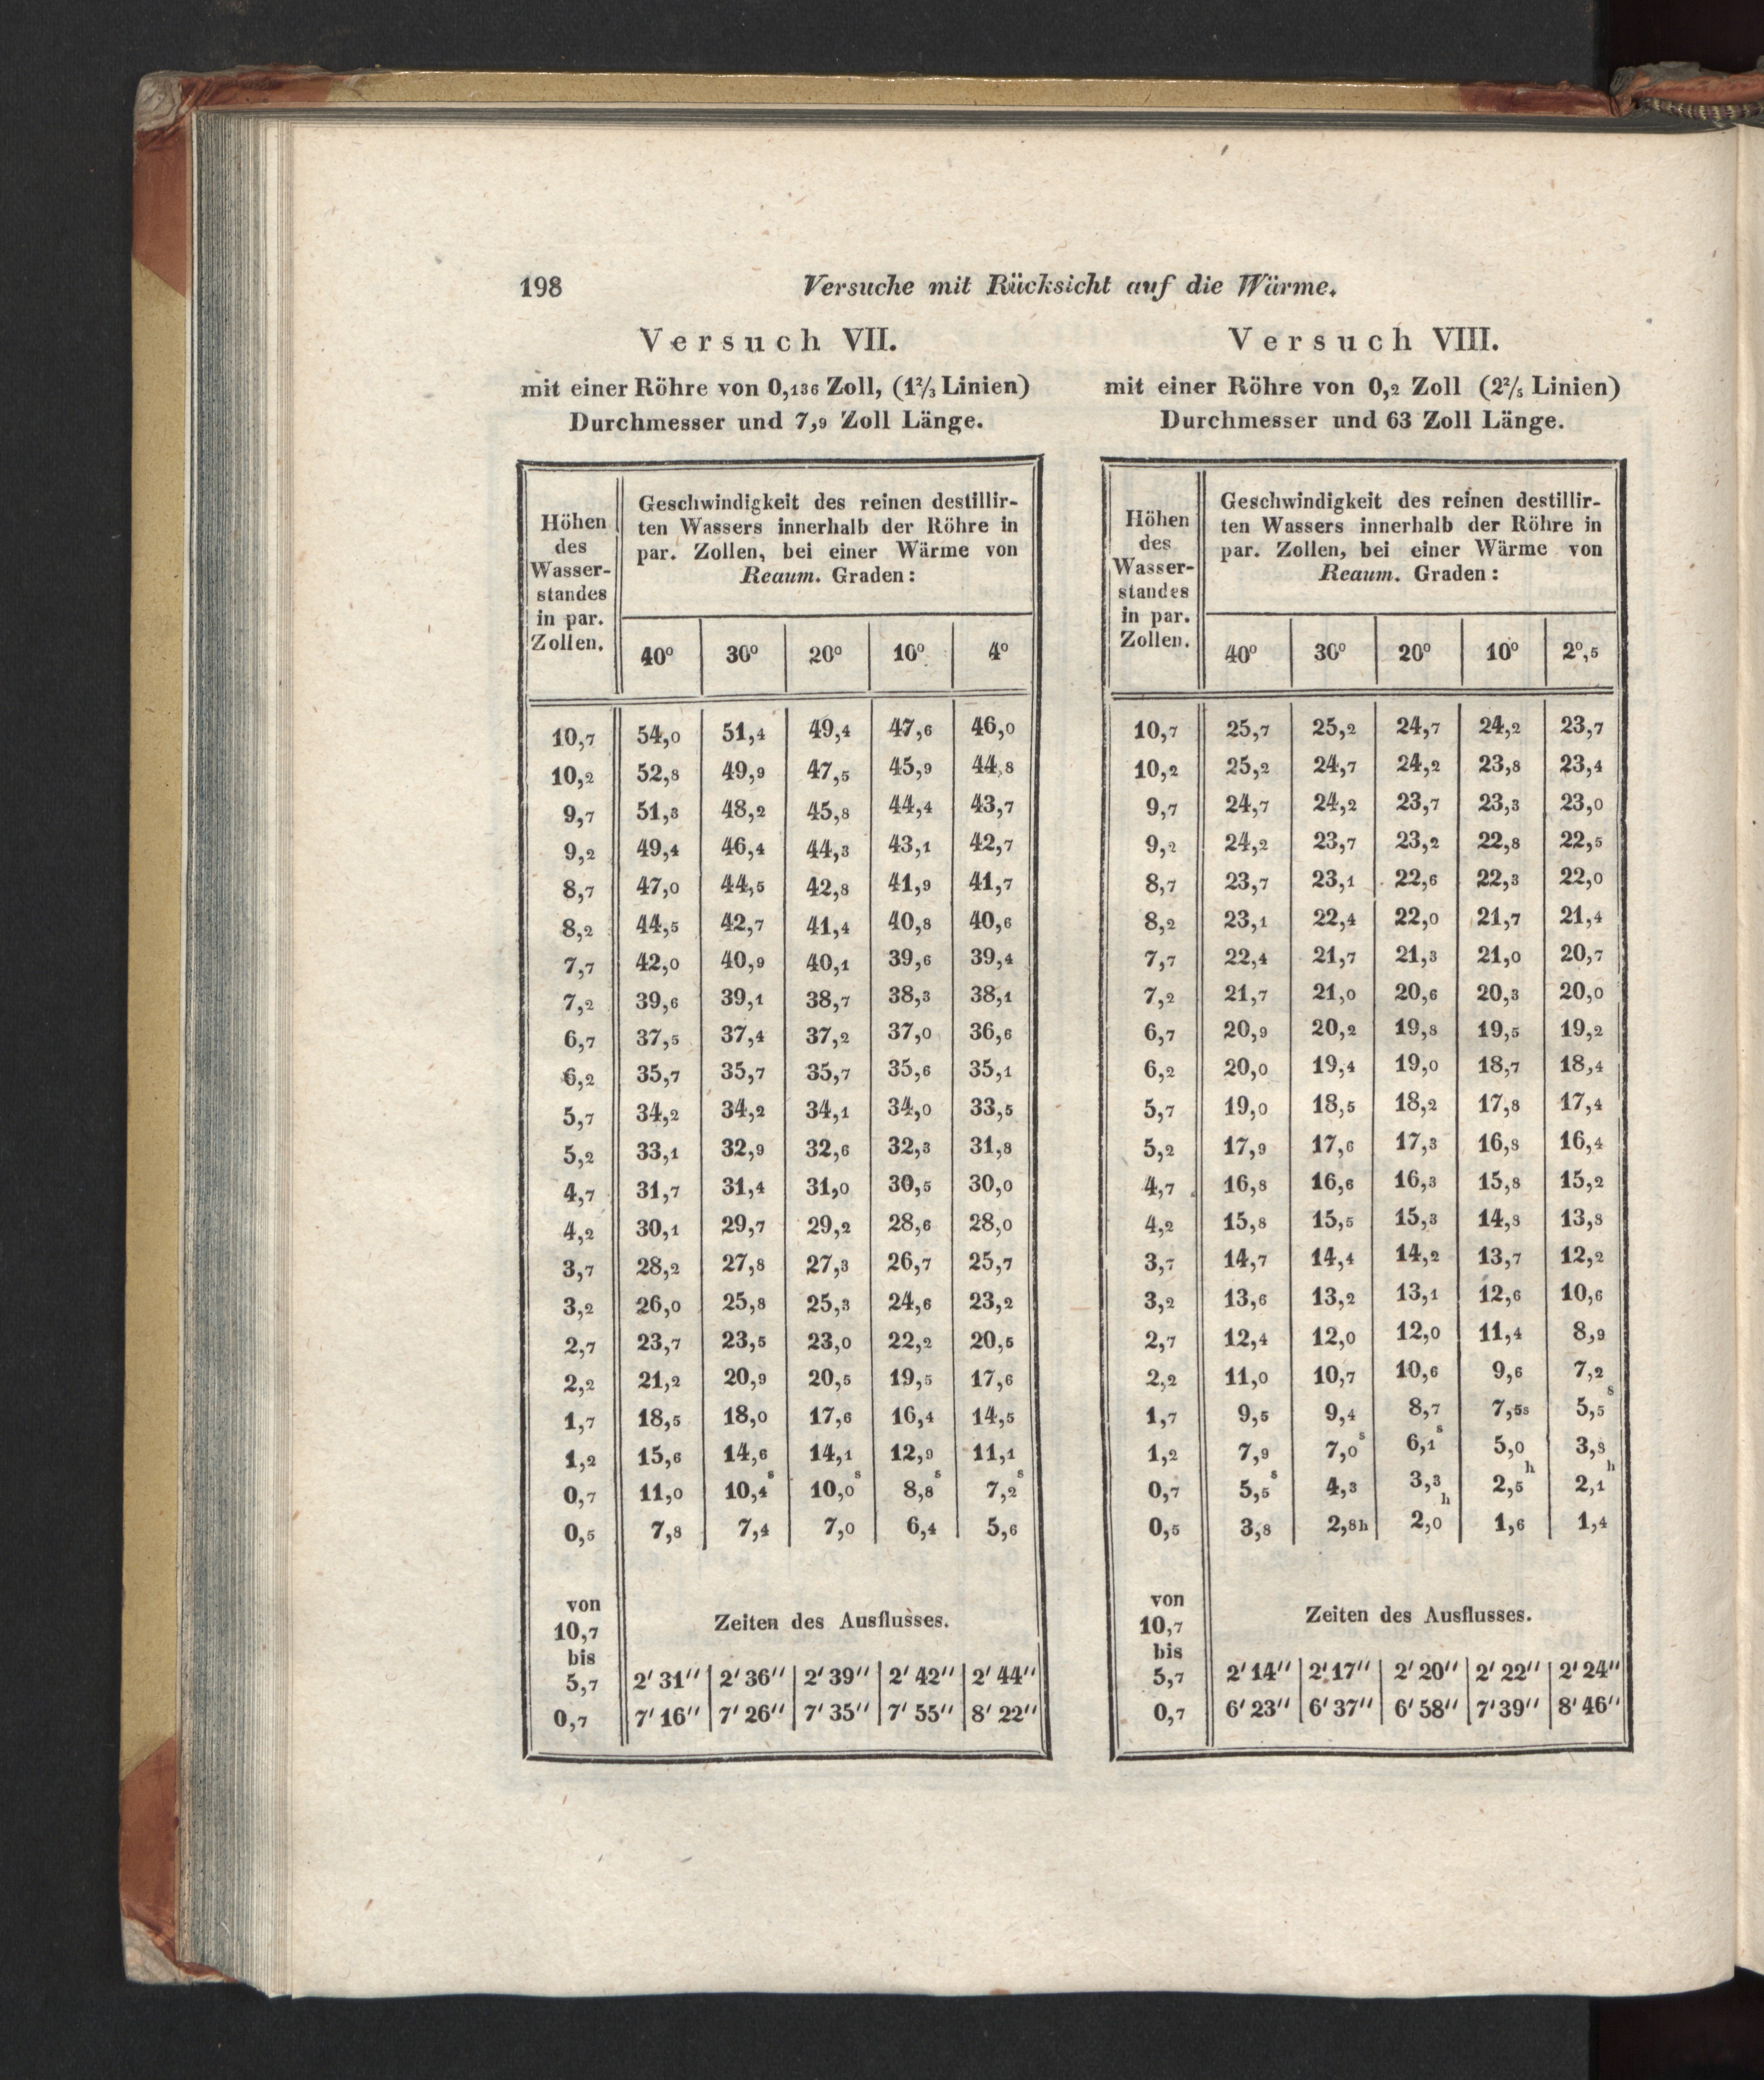 198 Versuche mit Rücksicht auf die Wärme.
Versuch VII.
mit einer Röhre von 0,136 Zoll, (1⅔ Linien)
Durchmesser und 7,9 Zoll Länge.
Höhen
des
Wasser-
standes
in par.
Zollen.
Geschwindigkeit des reinen destillir-
ten Wassers innerhalb der Röhre in
par. Zollen, bei einer Wärme von
Reaum. Graden:
40° 30° 20° 10° 4°
10,7 54,0 51,4 49,4 47,6 46,0
10,2 52,8 49,9 47,5 45,9 44,8
9,7 51,3 48,2 45,8 44,4 43,7
9,2 49,4 46,4 44,3 43,1 42,7
8,7 47,0 44,5 42,8 41,9 41,7
8,2 44,5 42,7 41,4 40,8 40,6
7,7 42,0 40,9 40,1 39,6 39,4
7,2 39,6 39,1 38,7 38,3 38,1
6,7 37,5 37,4 37,2 37,0 36,6
6,2 35,7 35,7 35,7 35,6 35,1
5,7 34,2 34,2 34,1 34,0 33,5
5,2 33,1 32,9 32,6 32,3 31,8
4,7 31,7 31,4 31,0 30,5 30,0
4,2 30,1 29,7 29,2 28,6 28,0
3,7 28,2 27,8 27,3 26,7 25,7
3,2 26,0 25,8 25,3 24,6 23,2
2,7 23,7 23,5 23,0 22,2 20,5
2,2 21,2 20,9 20,5 19,5 17,6
1,7 18,5 18,0 17,6 16,4 14,5
1,2 15,6 14,6 14,1 12,9 11,1
0,7 11,0 10,4s 10,0s 8,8s 7,2s
0,5 7,8 7,4 7,0 6,4 5,6
von
10,7
bis
Zeiten des Ausflusses.
5,7 2′ 31″ 2′ 36″ 2′ 39″ 2′ 42″ 2′ 44″
0,7 7′ 16″ 7′ 26″ 7′ 35″ 7′ 55″ 8′ 22″
Versuch VIII.
mit einer Röhre von 0,2 Zoll (2⅖ Linien)
Durchmesser und 63 Zoll Länge.
Höhen
des
Wasser-
standes
in par.
Zollen.
Geschwindigkeit des reinen destillir-
ten Wassers innerhalb der Röhre in
par. Zollen, bei einer Wärme von
Reaum. Graden:
40° 30° 20° 10° 2°,5
10,7 25,7 25,2 24,7 24,2 23,7
10,2 25,2 24,7 24,2 23,8 23,4
9,7 24,7 24,2 23,7 23,3 23,0
9,2 24,2 23,7 23,2 22,8 22,5
8,7 23,7 23,1 22,6 22,3 22,0
8,2 23,1 22,4 22,0 21,7 21,4
7,7 22,4 21,7 21,3 21,0 20,7
7,2 21,7 21,0 20,6 20,3 20,0
6,7 20,9 20,2 19,8 19,5 19,2
6,2 20,0 19,4 19,0 18,7 18,4
5,7 19,0 18,5 18,2 17,8 17,4
5,2 17,9 17,6 17,3 16,8 16,4
4,7 16,8 16,6 16,3 15,8 15,2
4,2 15,8 15,5 15,3 14,8 13,8
3,7 14,7 14,4 14,2 13,7 12,2
3,2 13,6 13,2 13,1 12,6 10,6
2,7 12,4 12,0 12,0 11,4 8,9
2,2 11,0 10,7 10,6 9,6 7,2
1,7 9,5 9,4 8,7 7,5s 5,5s
1,2 7,9 7,0s 6,1s 5,0 3,8
0,7 5,5s 4,3 3,3 2,5h 2,1h
0,5 3,8 2,8h 2,0h 1,6 1,4
von
10,7
bis
Zeiten des Ausflusses.
5,7 2′ 14″ 2′ 17″ 2′ 20″ 2′ 22″ 2′ 24″
0,7 6′ 23″ 6′ 37″ 6′ 58″ 7′ 39″ 8′ 46″